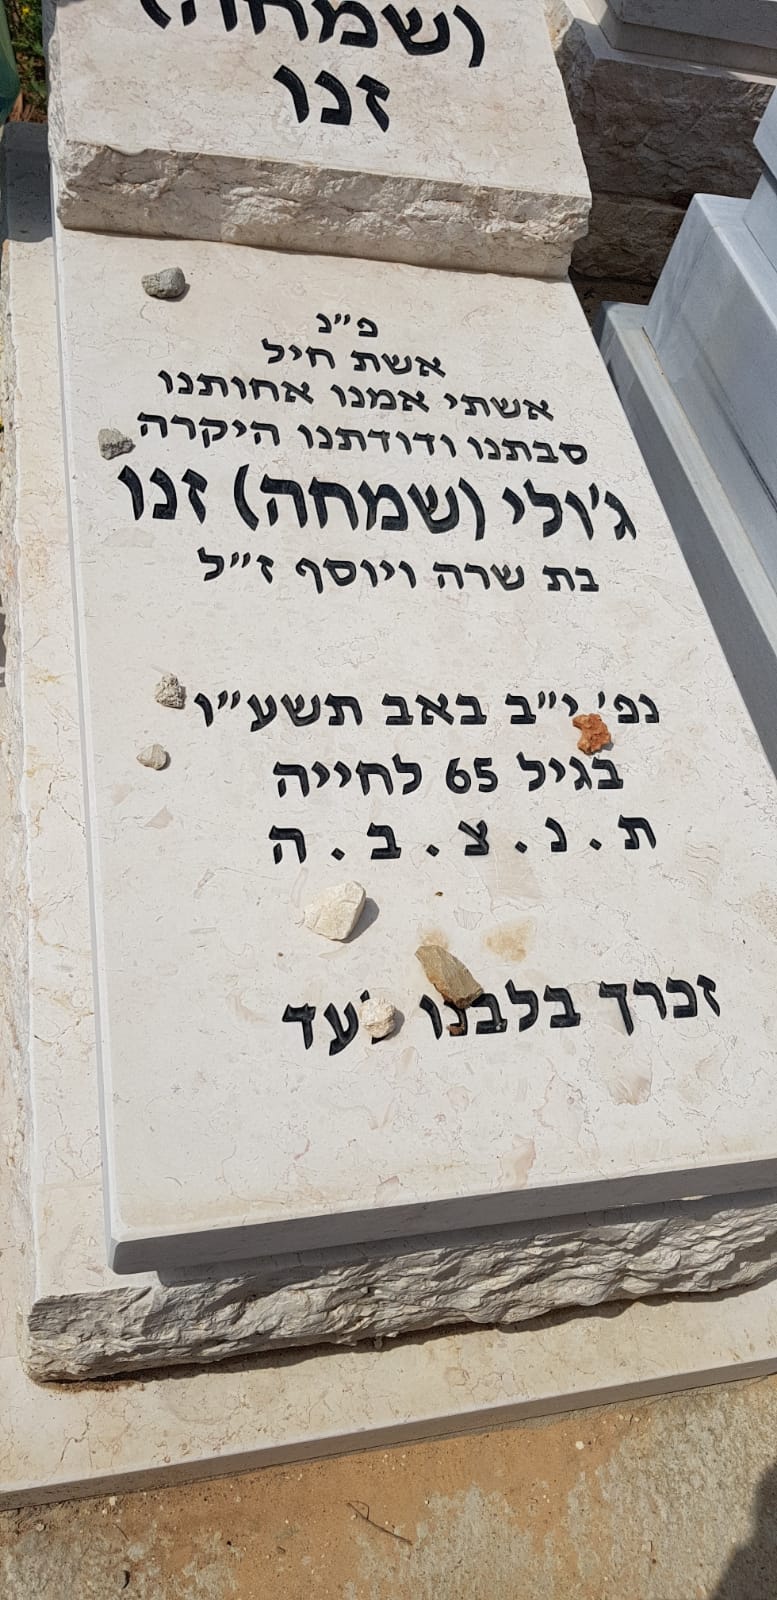 (שמחה)
זנו
פ״נ
אשת חיל
אשתי אמנו אחותנו
סבתנו ודודתנו היקרה
ג׳ולי (שמחה) זנו
בת שרה ויוסף ז״ל
נפ׳ י״ב באב תשע״ו
בגיל 65 לחייה
ת . נ . צ . ב . ה
זכרך בלבנו לעד